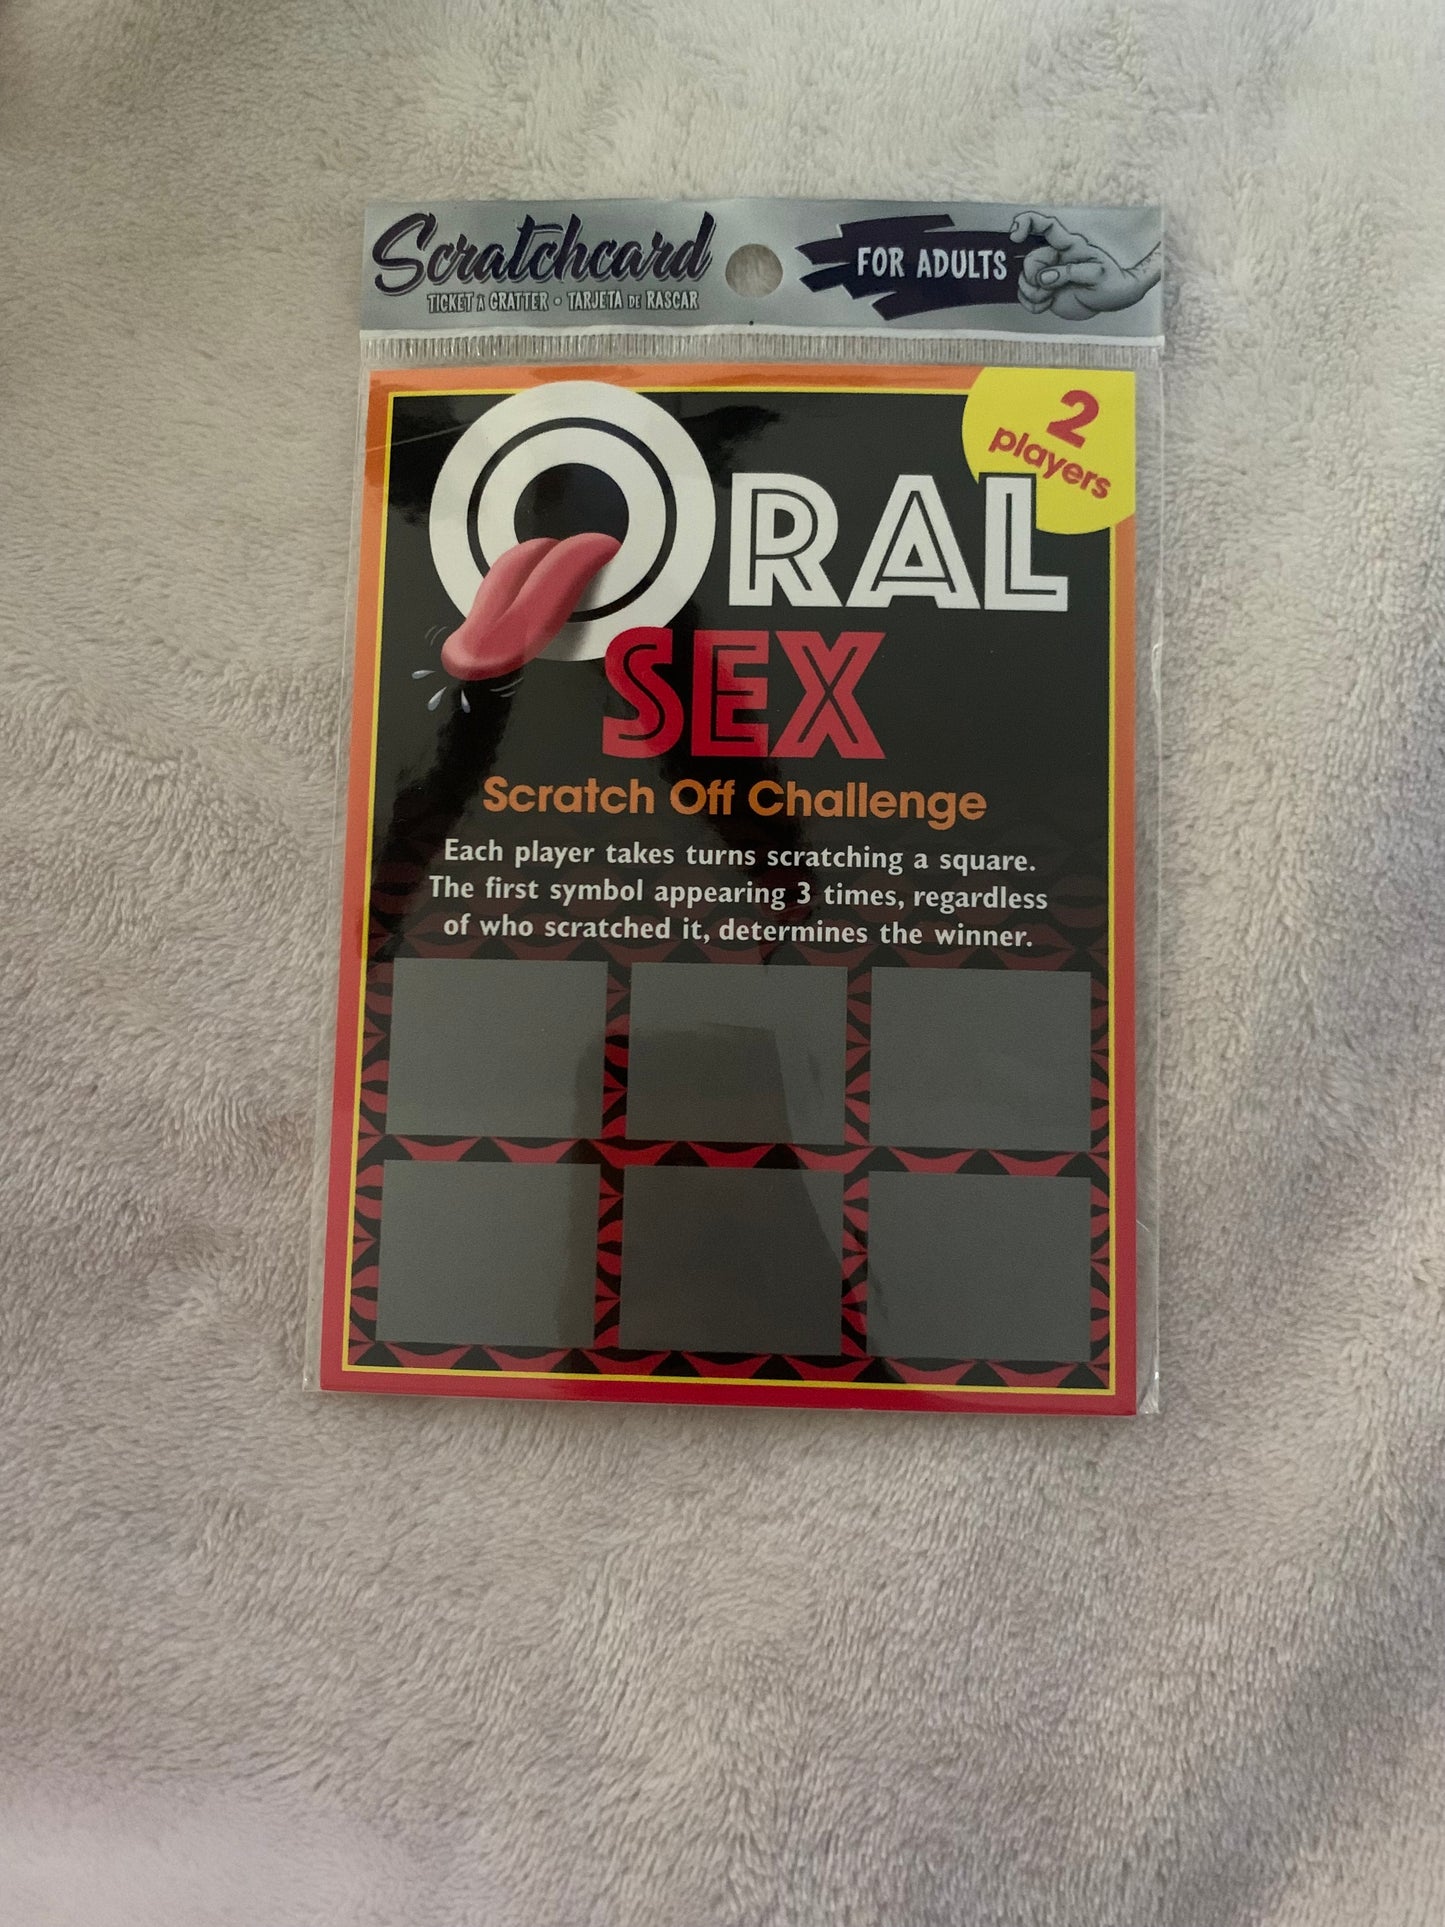 Scratchcard
TICKET À GRATTER • TARJETA DE RASCAR
FOR ADULTS
2
players
ORAL
SEX
Scratch Off Challenge
Each player takes turns scratching a square.
The first symbol appearing 3 times, regardless
of who scratched it, determines the winner.